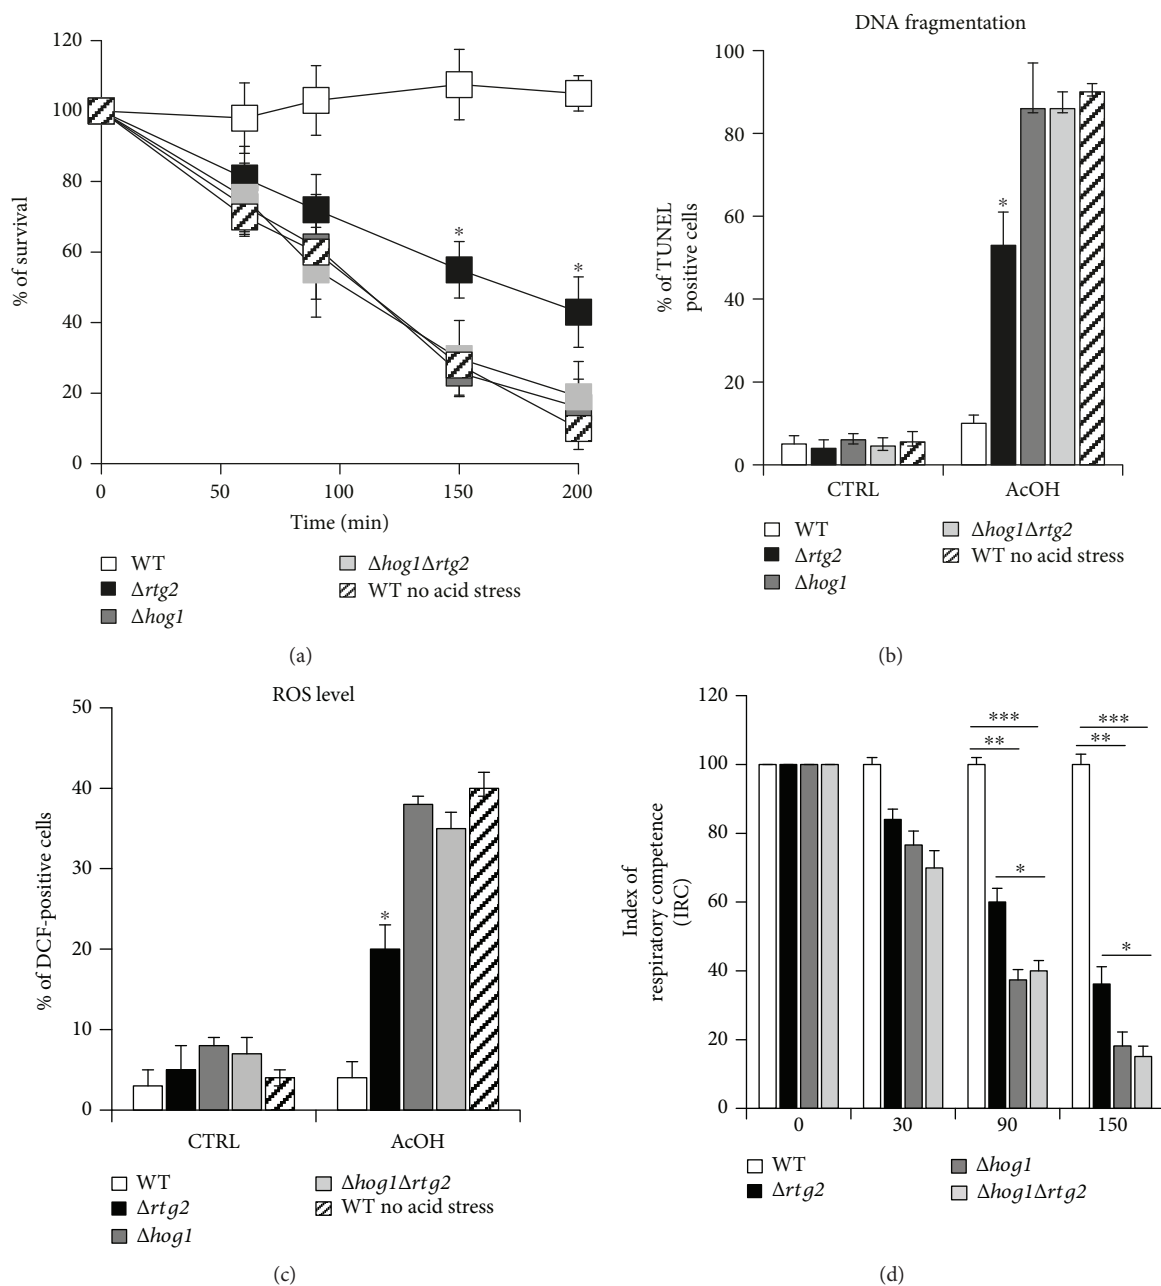 120
100
80
60
40
20
0
% of survival
*
*
0
50
100
150
200
Time (min)
WT
Δrtg2
Δhog1
Δhog1Δrtg2
WT no acid stress
(a)
DNA fragmentation
100
80
60
40
20
0
% of TUNEL
positive cells
*
CTRL
AcOH
WT
Δrtg2
Δhog1
Δhog1Δrtg2
WT no acid stress
(b)
ROS level
50
40
30
20
10
0
% of DCF-positive cells
*
CTRL
AcOH
WT
Δrtg2
Δhog1
Δhog1Δrtg2
WT no acid stress
(c)
120
100
80
60
40
20
0
Index of
respiratory competence
(IRC)
***
**
*
***
**
*
0
30
90
150
WT
Δrtg2
Δhog1
Δhog1Δrtg2
(d)